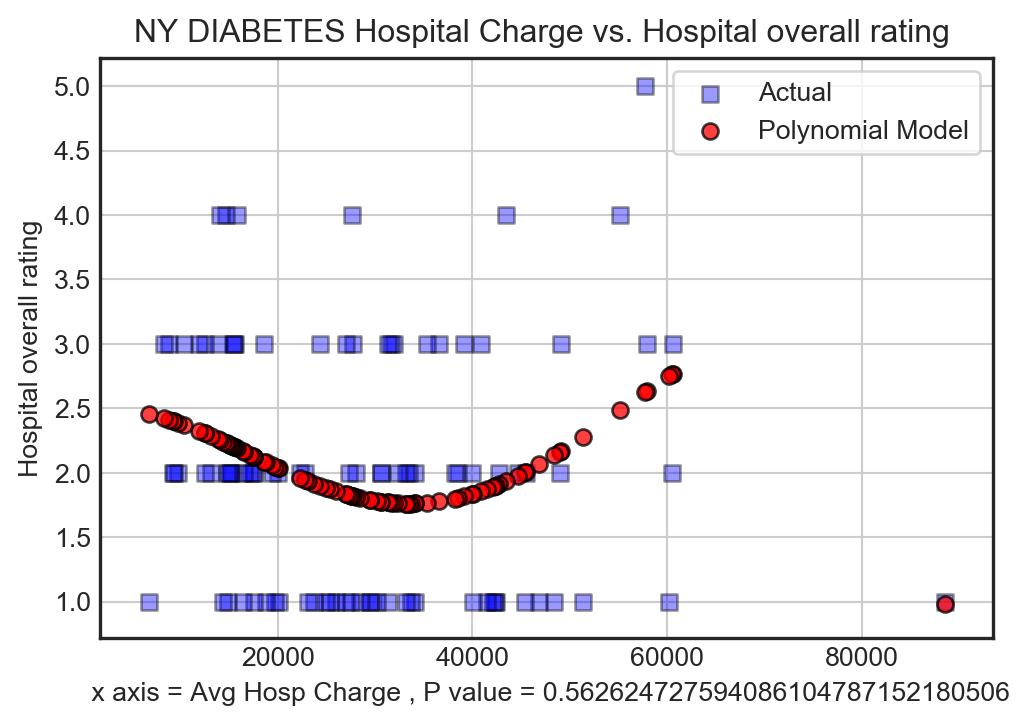 NY DIABETES Hospital Charge vs. Hospital overall rating
Actual
Polynomial Model
Hospital overall rating
5.0
4.5
4.0
3.5
3.0
2.5
2.0
1.5
1.0
20000 40000 60000 80000
x axis = Avg Hosp Charge , P value = 0.5626247275940861047871521805​06